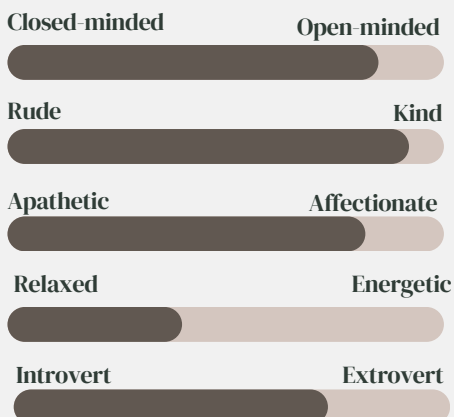 Closed-minded Open-minded
Rude Kind
Apathetic Affectionate
Relaxed Energetic
Introvert Extrovert